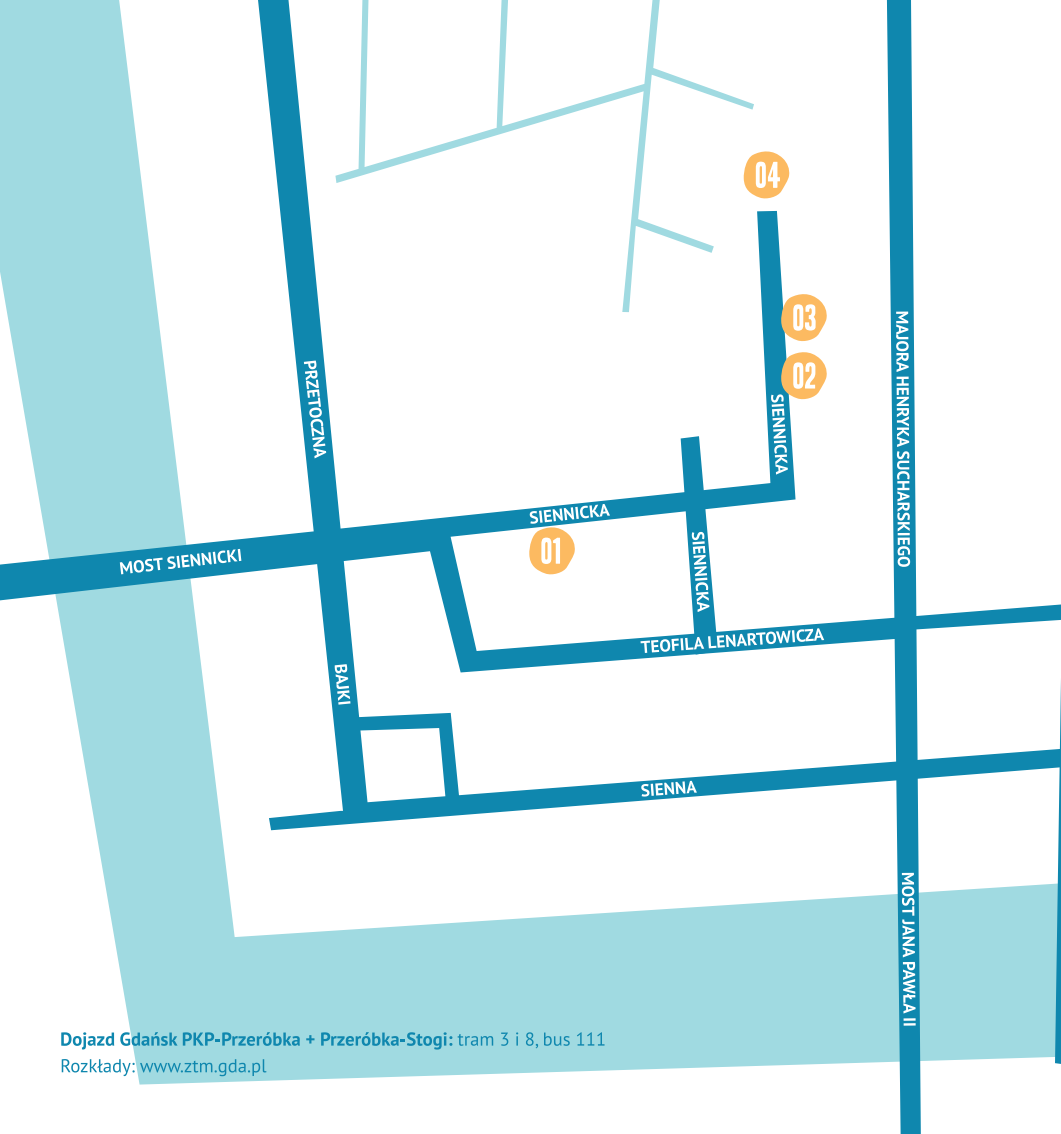 04
03
02
SIENNICKA
MAJORA HENRYKA SUCHARSKIEGO
PRZETOCZNA
SIENNICKA
01
MOST SIENNICKI
SIENNICKA
TEOFILA LENARTOWICZA
BAJKI
SIENNA
MOST JANA PAWŁA II
Dojazd Gdańsk PKP-Przeróbka + Przeróbka-Stogi: tram 3 i 8, bus 111
Rozkłady: www.ztm.gda.pl